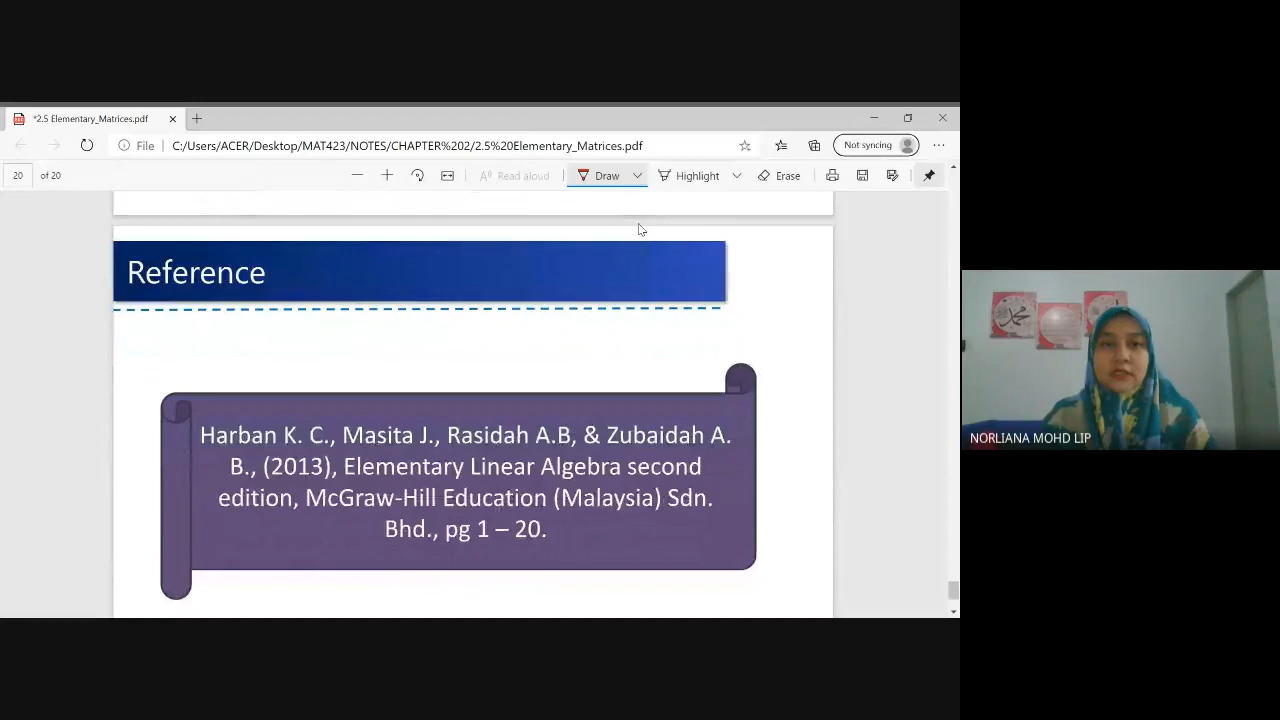 *2.5 Elementary_Matrices.pdf
File
C:/Users/ACER/Desktop/MAT423/NOTES/CHAPTER%202/2.5%20Elementary_Matrices.pdf
Not syncing
20 of 20
Read aloud
Draw
Highlight
Erase
Reference
Harban K. C., Masita J., Rasidah A.B, & Zubaidah A.
B., (2013), Elementary Linear Algebra second
edition, McGraw-Hill Education (Malaysia) Sdn.
Bhd., pg 1 – 20.
محمد
NORLIANA MOHD LIP